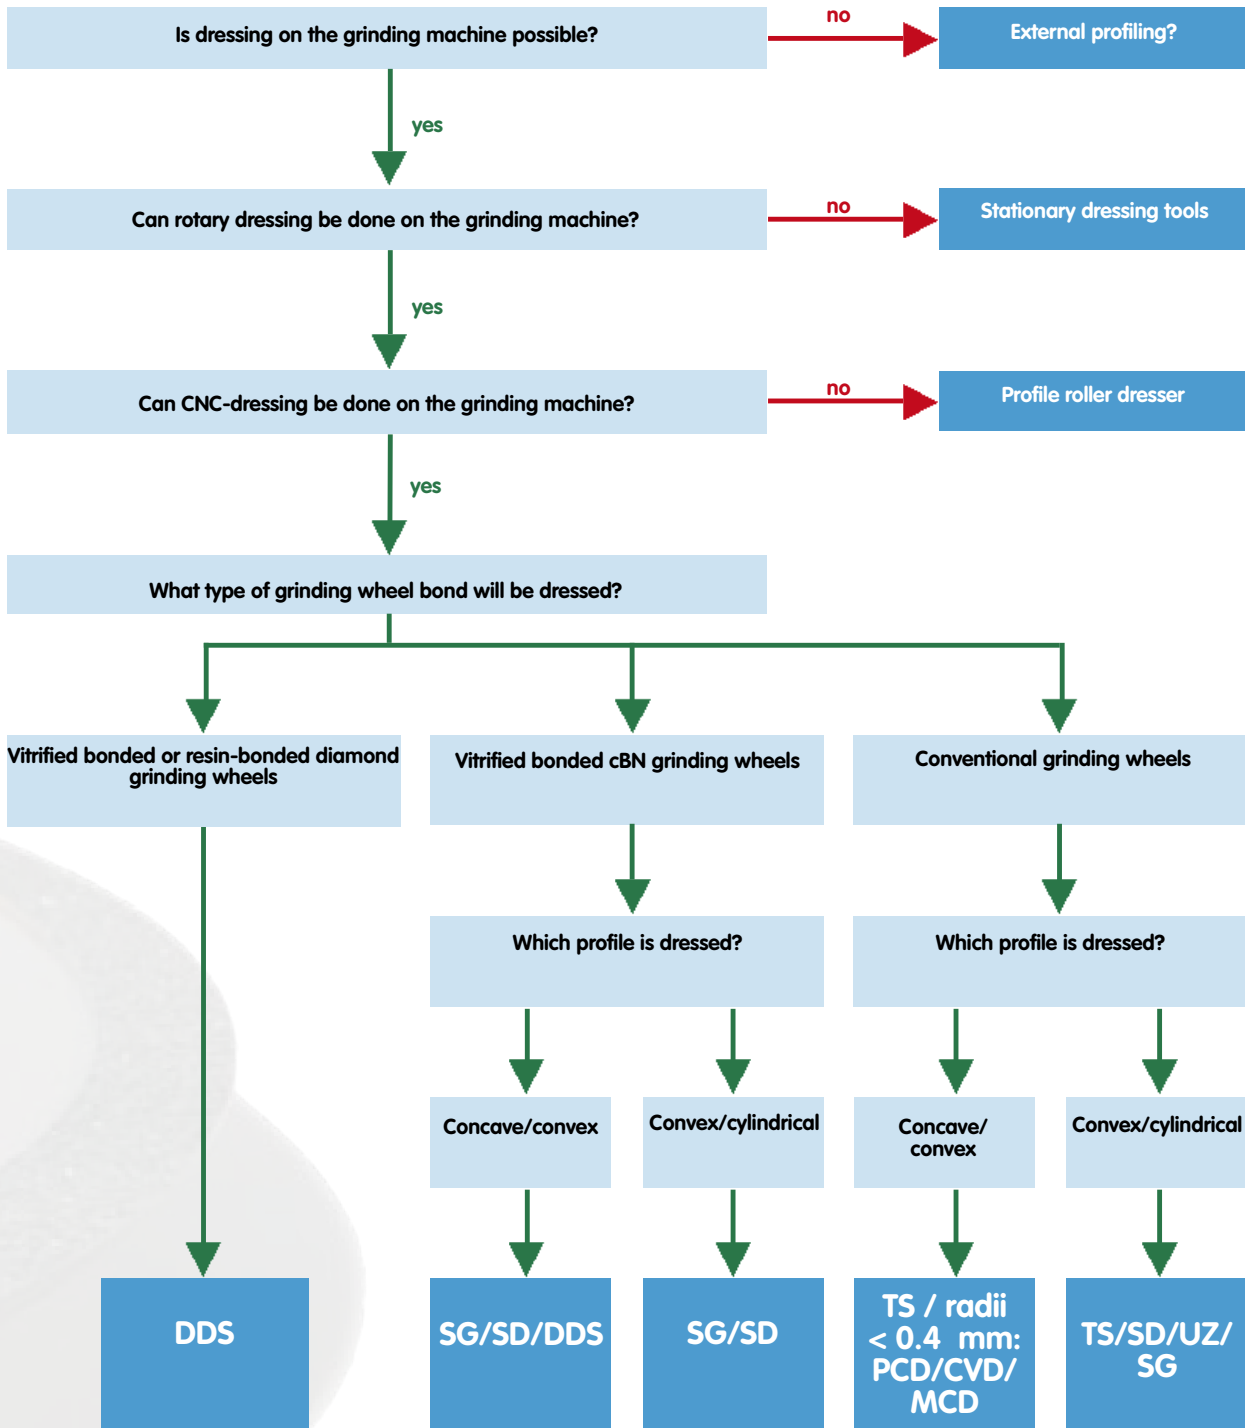 Is dressing on the grinding machine possible?
no
External profiling?
yes
Can rotary dressing be done on the grinding machine?
no
Stationary dressing tools
yes
Can CNC-dressing be done on the grinding machine?
no
Profile roller dresser
yes
What type of grinding wheel bond will be dressed?
Vitrified bonded or resin-bonded diamond
grinding wheels
Vitrified bonded cBN grinding wheels
Conventional grinding wheels
Which profile is dressed?
Which profile is dressed?
Concave/convex
Convex/cylindrical
Concave/
convex
Convex/cylindrical
DDS
SG/SD/DDS
SG/SD
TS / radii
< 0.4 mm:
PCD/CVD/
MCD
TS/SD/UZ/
SG